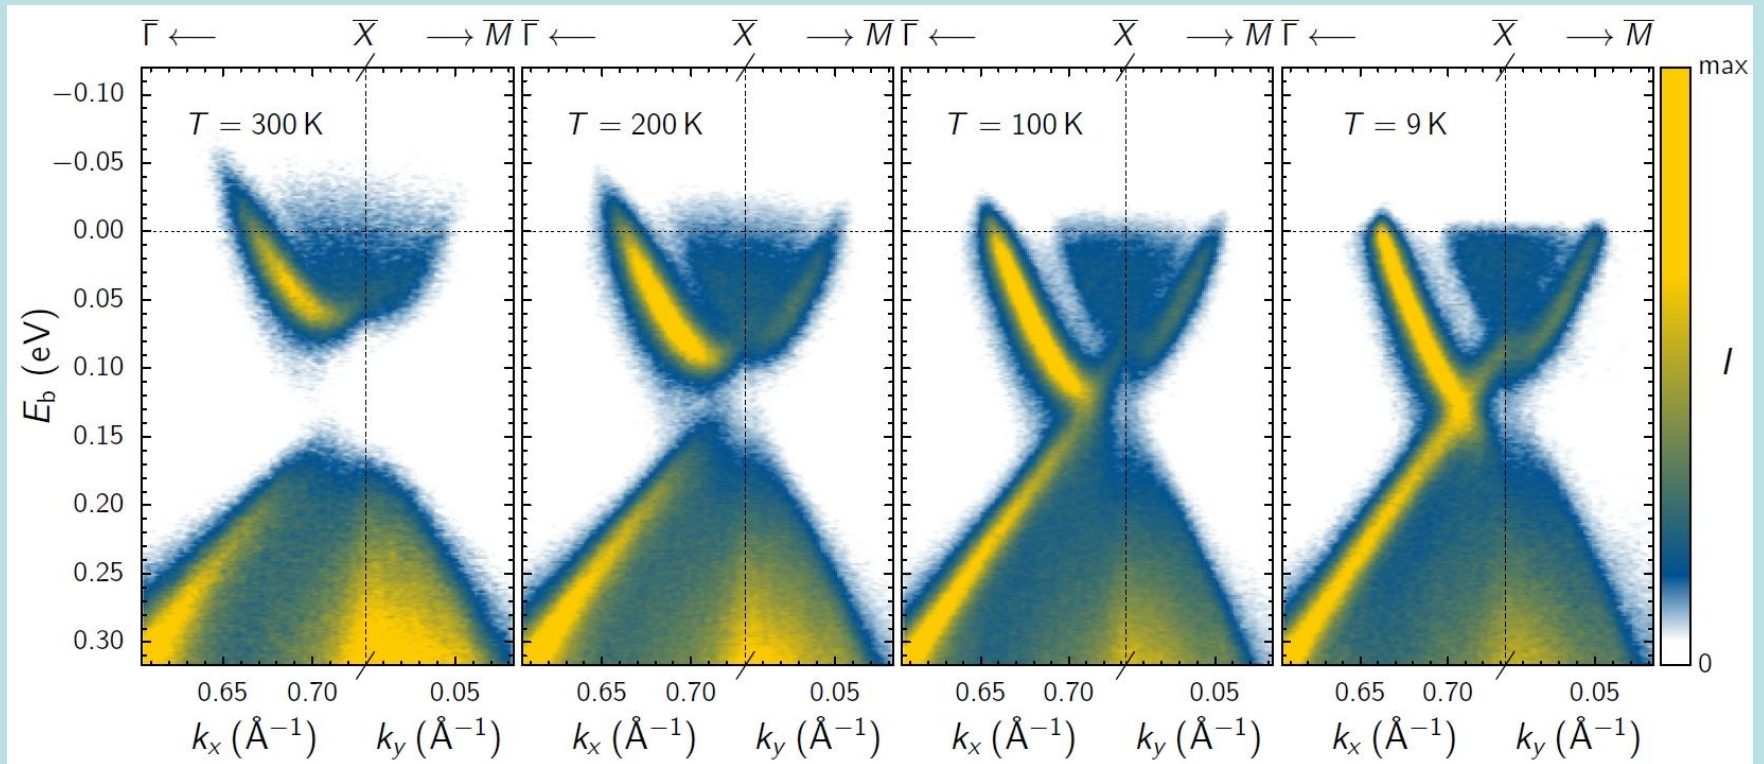 Γ̅ ⟵ X̅ ⟶ M̅ Γ̅ ⟵ X̅ ⟶ M̅ Γ̅ ⟵ X̅ ⟶ M̅ Γ̅ ⟵ X̅ ⟶ M̅
max
−0.10
T = 300 K
T = 200 K
T = 100 K
T = 9 K
−0.05
0.00
0.05
0.10
0.15
0.20
0.25
0.30
E_b (eV)
I
0
0.65 0.70 0.05 0.65 0.70 0.05 0.65 0.70 0.05 0.65 0.70 0.05
k_x (Å⁻¹) k_y (Å⁻¹) k_x (Å⁻¹) k_y (Å⁻¹) k_x (Å⁻¹) k_y (Å⁻¹) k_x (Å⁻¹) k_y (Å⁻¹)